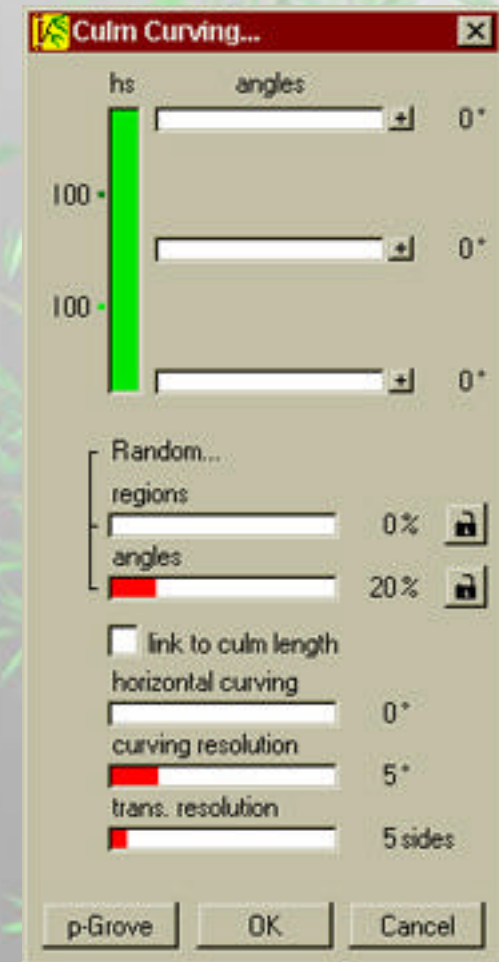 Culm Curving...
hs angles
+ 0°
100
+ 0°
100
+ 0°
Random...
regions
0%
angles
20%
link to culm length
horizontal curving
0°
curving resolution
5°
trans. resolution
5 sides
p-Grove OK Cancel